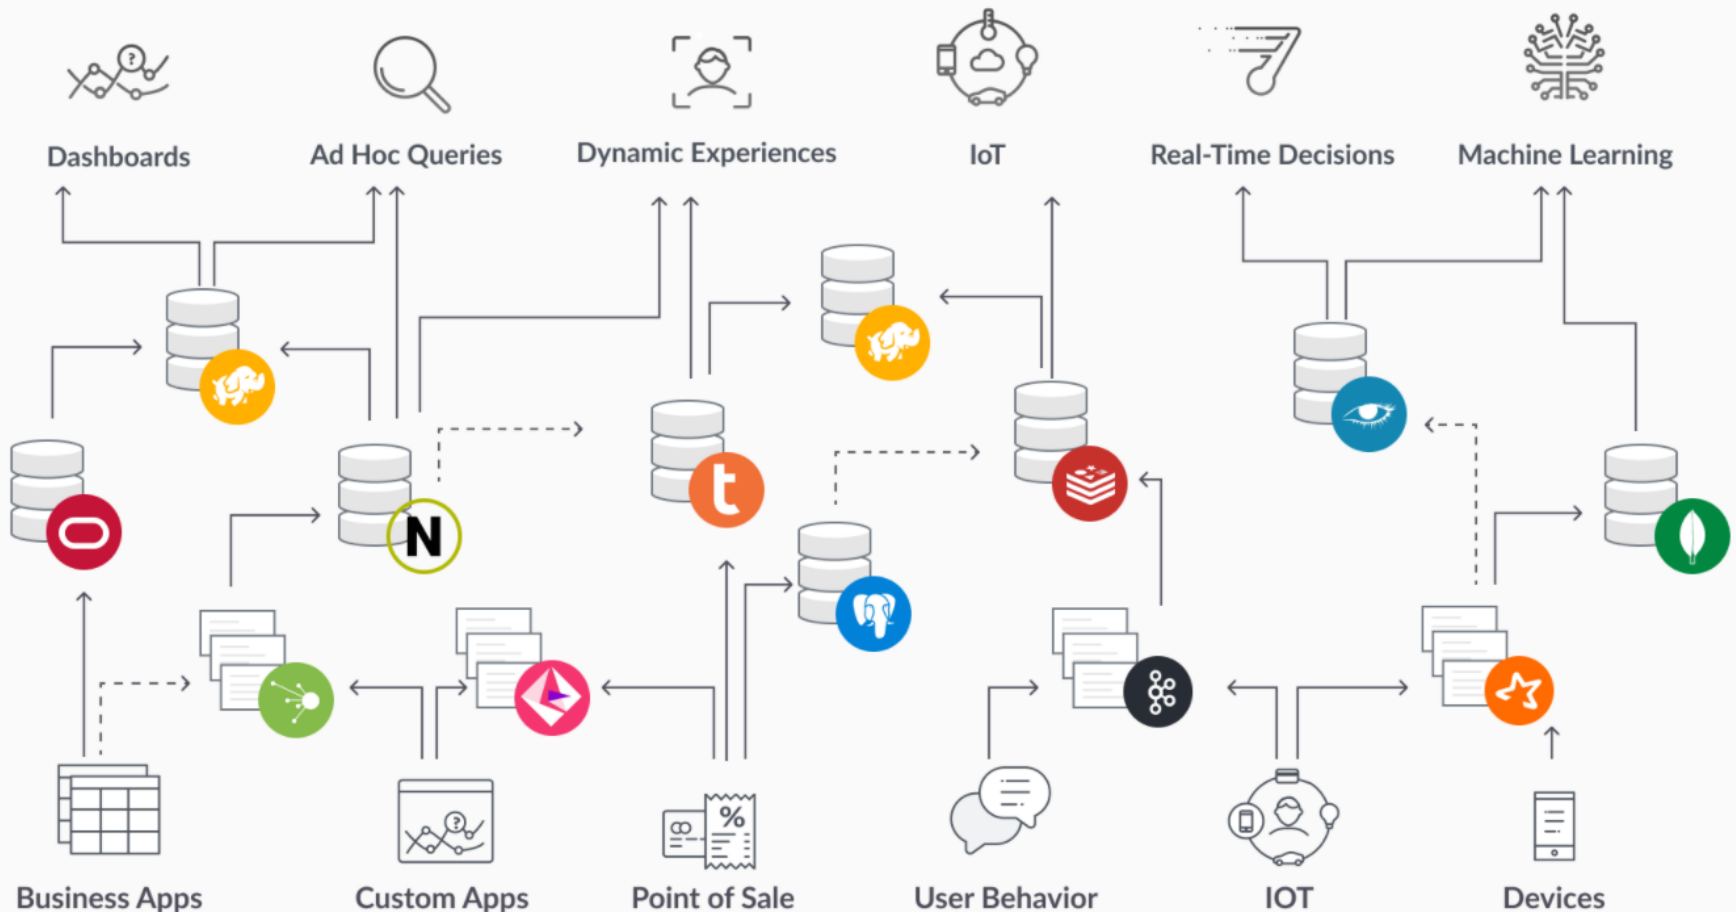 ?
Dashboards
Ad Hoc Queries
Dynamic Experiences
IoT
Real-Time Decisions
Machine Learning
t
N
?
%
Business Apps
Custom Apps
Point of Sale
User Behavior
IOT
Devices